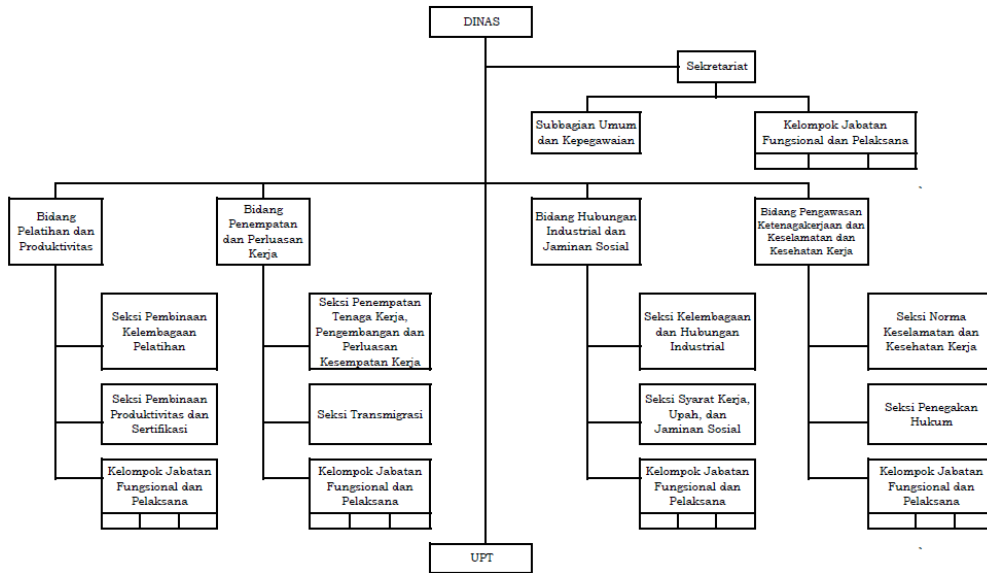 DINAS
Sekretariat
Subbagian Umum
dan Kepegawaian
Kelompok Jabatan
Fungsional dan Pelaksana
Bidang
Pelatihan dan
Produktivitas
Bidang
Penempatan
dan Perluasan
Kerja
Bidang Hubungan
Industrial dan
Jaminan Sosial
Bidang Pengawasan
Ketenagakerjaan dan
Keselamatan dan
Kesehatan Kerja
Seksi Pembinaan
Kelembagaan
Pelatihan
Seksi Penempatan
Tenaga Kerja,
Pengembangan dan
Perluasan
Kesempatan Kerja
Seksi Kelembagaan
dan Hubungan
Industrial
Seksi Norma
Keselamatan dan
Kesehatan Kerja
Seksi Pembinaan
Produktivitas dan
Sertifikasi
Seksi Transmigrasi
Seksi Syarat Kerja,
Upah, dan
Jaminan Sosial
Seksi Penegakan
Hukum
Kelompok Jabatan
Fungsional dan
Pelaksana
Kelompok Jabatan
Fungsional dan
Pelaksana
Kelompok Jabatan
Fungsional dan
Pelaksana
Kelompok Jabatan
Fungsional dan
Pelaksana
UPT